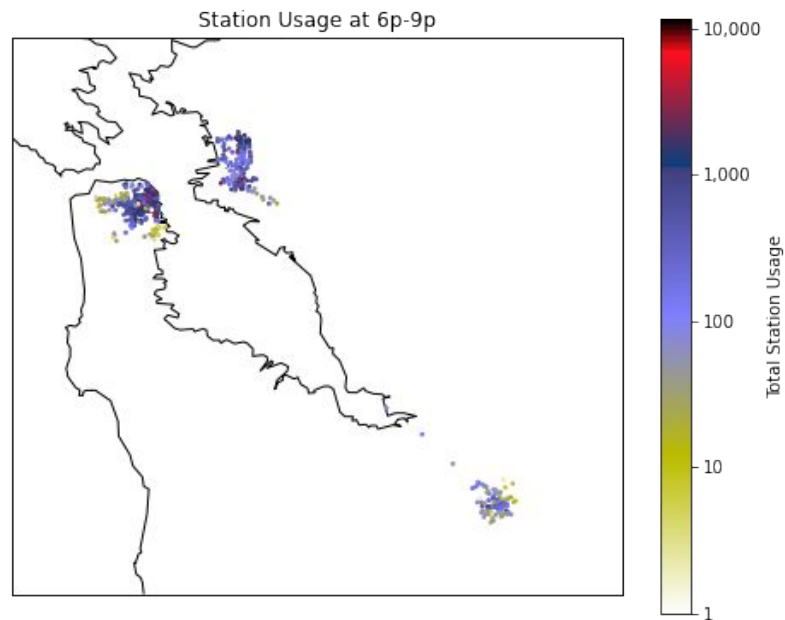 Station Usage at 6p-9p
10,000
1,000
100
10
1
Total Station Usage